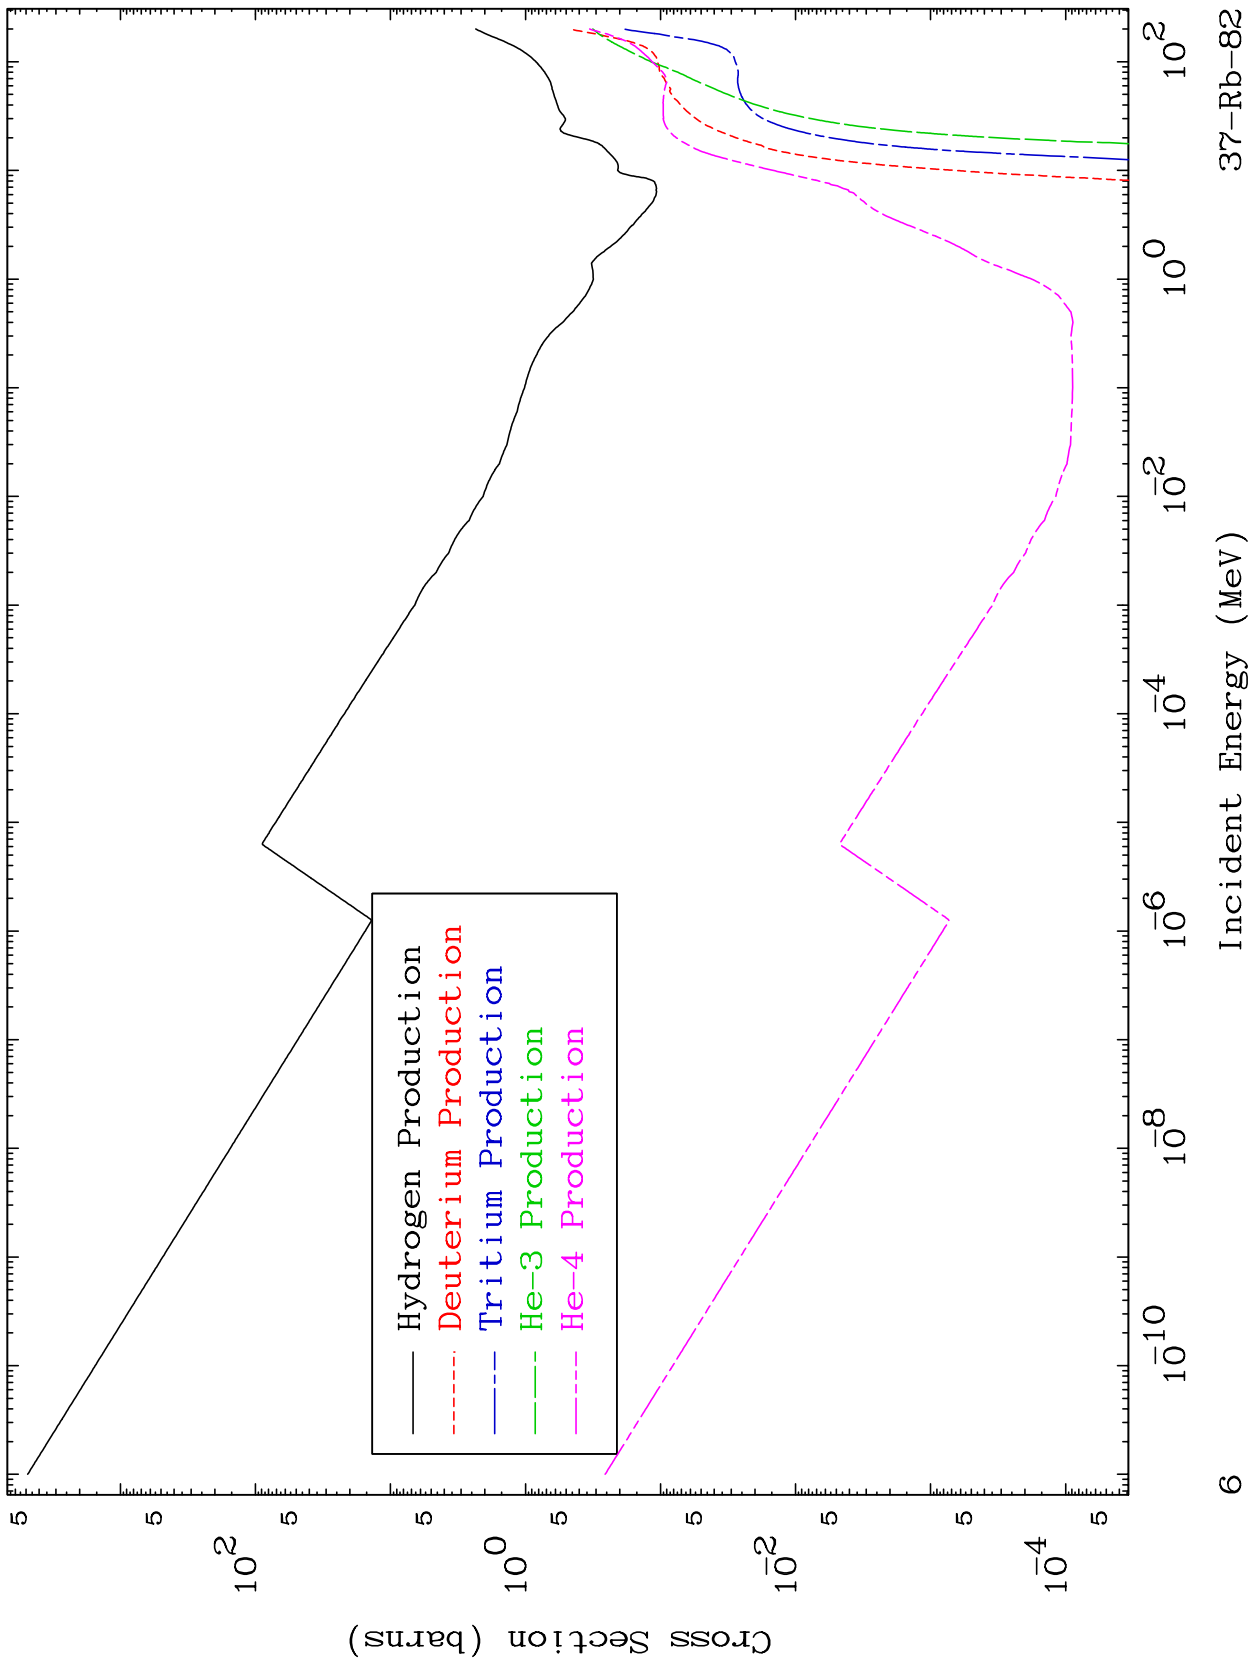 Cross Section (barns)
5
5
10^2
5
5
10^0
5
5
10^-2
5
5
10^-4
5
Hydrogen Production
Deuterium Production
Tritium Production
He-3 Production
He-4 Production
10^-10
10^-8
10^-6
10^-4
10^-2
10^0
10^2
6
Incident Energy (MeV)
37-Rb-82